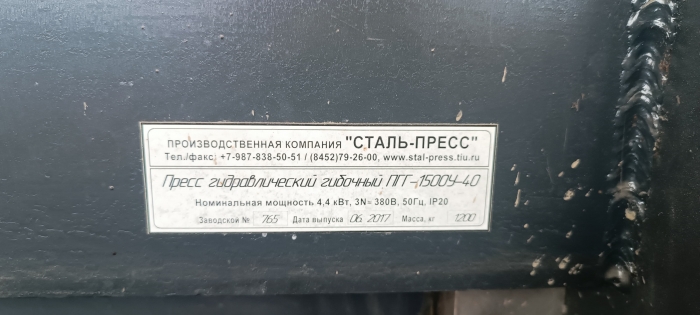 ПРОИЗВОДСТВЕННАЯ КОМПАНИЯ "СТАЛЬ-ПРЕСС"
Тел./факс: +7-987-838-50-51 / (8452)79-26-00, www.stal-press.tiu.ru
Пресс гидравлический гибочный ПГГ-1500У-40
Номинальная мощность 4,4 кВт, 3N≈ 380В, 50Гц, IP20
Заводской № 765 Дата выпуска 06.2017 Масса, кг 1200